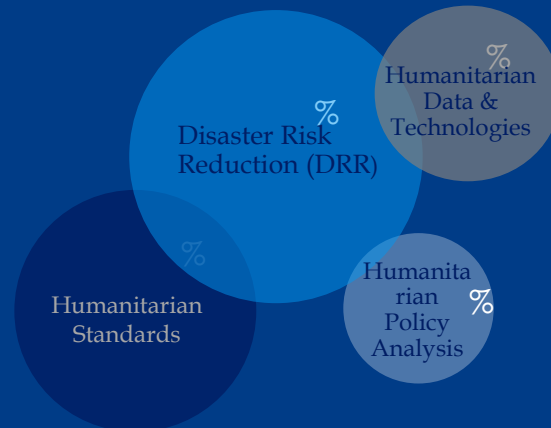 %
Humanitarian
Data &
Technologies
%
Disaster Risk
Reduction (DRR)
%
Humanitarian
Standards
Humanita
rian
%
Policy
Analysis